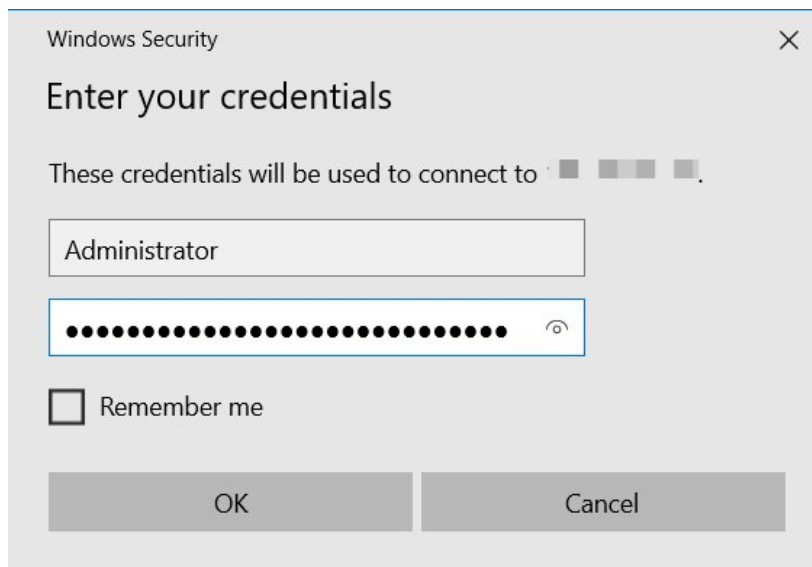 Windows Security
Enter your credentials
These credentials will be used to connect to
Administrator
•••••••••••••••••••••••••••••
Remember me
OK
Cancel